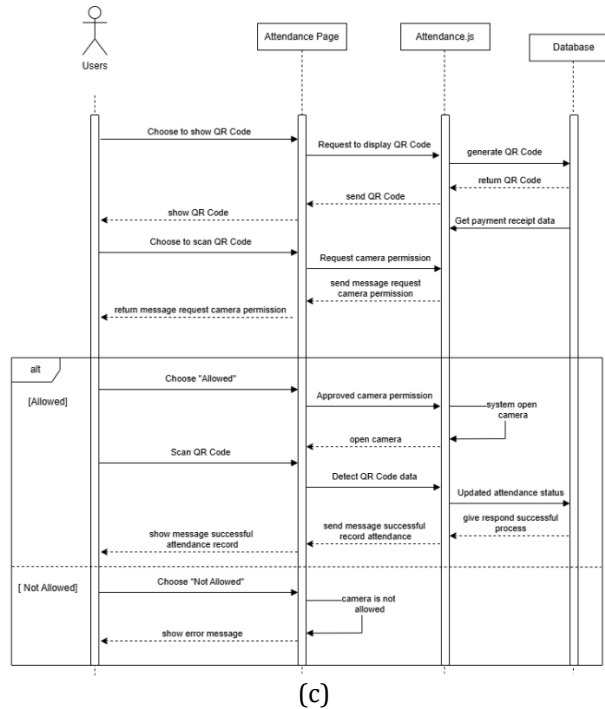 Users
Attendance Page
Attendance.js
Database
Choose to show QR Code
Request to display QR Code
generate QR Code
return QR Code
send QR Code
show QR Code
Get payment receipt data
Choose to scan QR Code
Request camera permission
send message request
camera permission
return message request camera permission
alt
[Allowed]
Choose "Allowed"
Approved camera permission
system open
camera
open camera
Scan QR Code
Detect QR Code data
Updated attendance status
give respond successful
process
send message successful
record attendance
show message successful
attendance record
[ Not Allowed]
Choose "Not Allowed"
camera is not
allowed
show error message
(c)